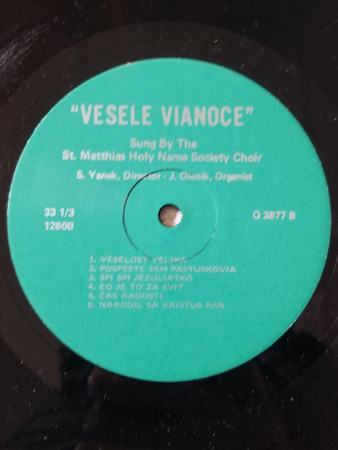 "VESELE VIANOCE"
Sung By The
St. Matthias Holy Name Society Choir
S. Yanek, Director - J. Olenik, Organist
33 1/3
1260B
Q 3877 B
1. VESELOST VELIKA
2. POSPESTE SEM PASTUSKOVIA
3. SPI SPI JEZULIATKO
4. CO JE TO ZA SVIT
5. CAS RADOSTI
6. NARODIL SA KRISTUS PAN